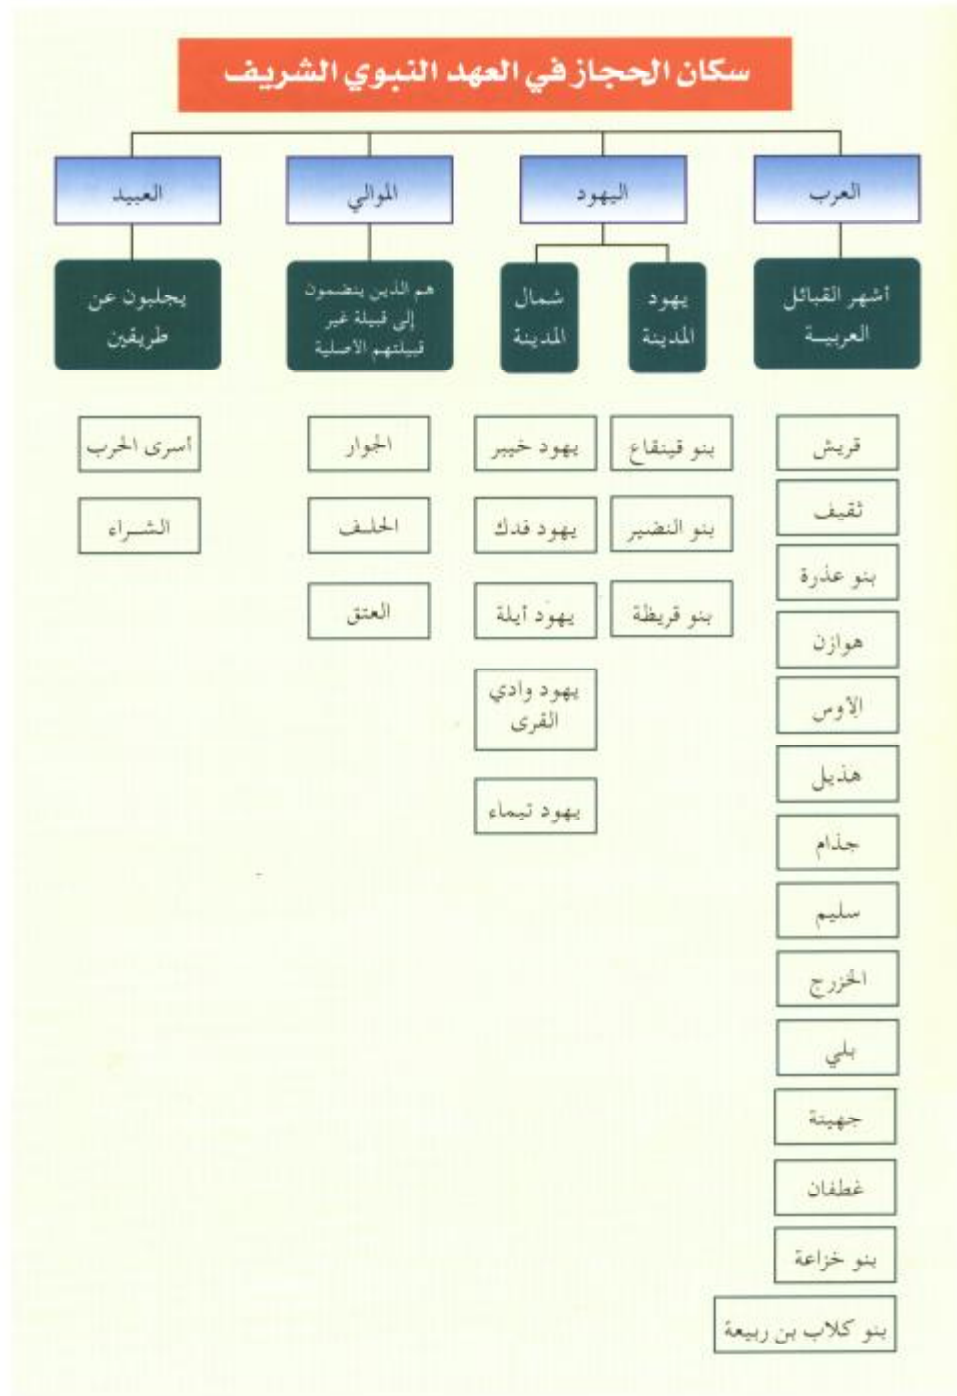 سكان الحجاز في العهد النبوي الشريف
العرب
اليهود
الموالي
العبيد
أشهر القبائل
العربيـــة
يهود
المدينة
شمال
المدينة
هم الذين ينضمون
إلى قبيلة غير
قبيلتهم الأصلية
يجلبون عن
طريقين
قريش
ثقيف
بنو عذرة
هوازن
الأوس
هذيل
جذام
سليم
الخزرج
بلي
جهينة
غطفان
بنو خزاعة
بنو كلاب بن ربيعة
بنو قينقاع
بنو النضير
بنو قريظة
يهود خيبر
يهود فدك
يهود أيلة
يهود وادي
القرى
يهود تيماء
الجوار
الحلف
العتق
أسرى الحرب
الشـــراء